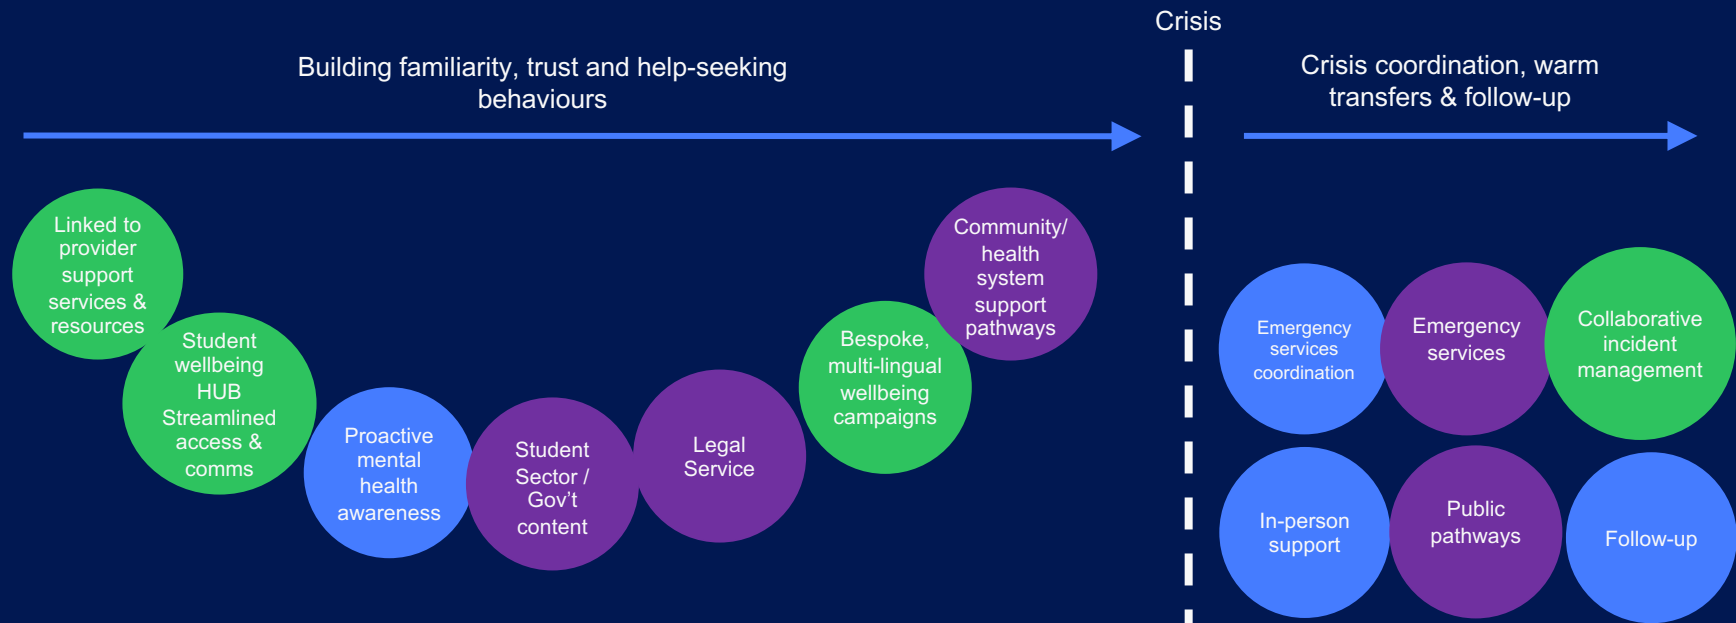 Crisis
Building familiarity, trust and help-seeking
behaviours
Crisis coordination, warm
transfers & follow-up
Linked to
provider
support
services &
resources
Student
wellbeing
HUB
Streamlined
access &
comms
Proactive
mental
health
awareness
Student
Sector /
Gov't
content
Legal
Service
Bespoke,
multi-lingual
wellbeing
campaigns
Community/
health
system
support
pathways
Emergency
services
coordination
Emergency
services
Collaborative
incident
management
In-person
support
Public
pathways
Follow-up